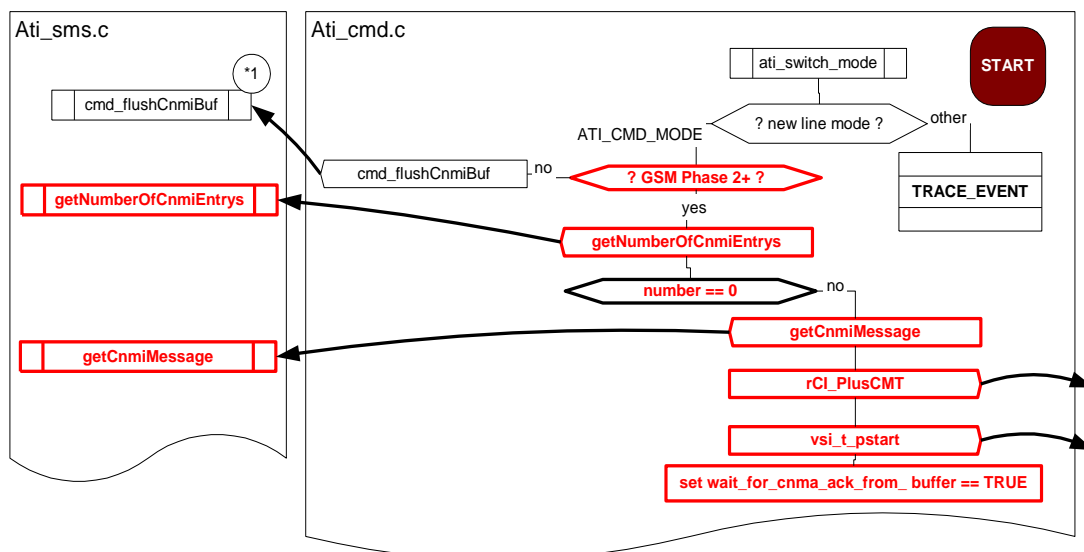 Ati_sms.c
Ati_cmd.c
*1
cmd_flushCnmiBuf
getNumberOfCnmiEntrys
getCnmiMessage
ati_switch_mode
START
? new line mode ?
other
ATI_CMD_MODE
TRACE_EVENT
cmd_flushCnmiBuf
no
? GSM Phase 2+ ?
yes
getNumberOfCnmiEntrys
number == 0
no
getCnmiMessage
rCI_PlusCMT
vsi_t_pstart
set wait_for_cnma_ack_from_ buffer == TRUE